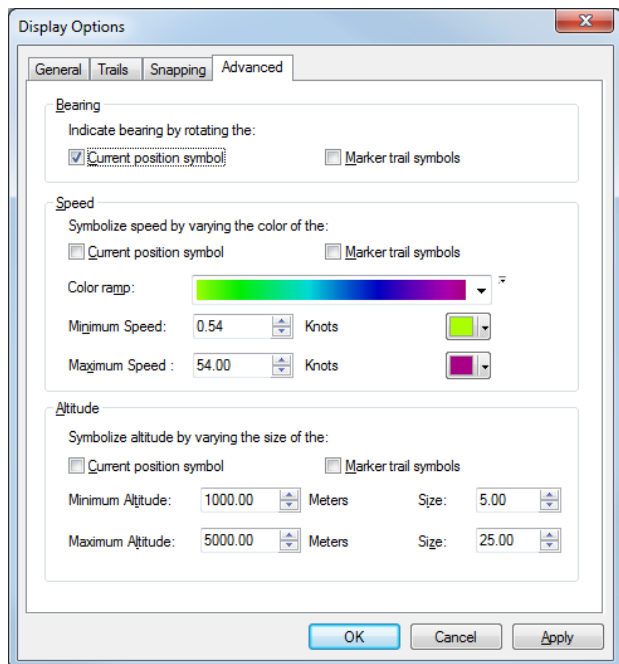 Display Options
General Trails Snapping Advanced
Bearing
Indicate bearing by rotating the:
Current position symbol Marker trail symbols
Speed
Symbolize speed by varying the color of the:
Current position symbol Marker trail symbols
Color ramp:
Minimum Speed: 0.54 Knots
Maximum Speed : 54.00 Knots
Altitude
Symbolize altitude by varying the size of the:
Current position symbol Marker trail symbols
Minimum Altitude: 1000.00 Meters Size: 5.00
Maximum Altitude: 5000.00 Meters Size: 25.00
OK Cancel Apply